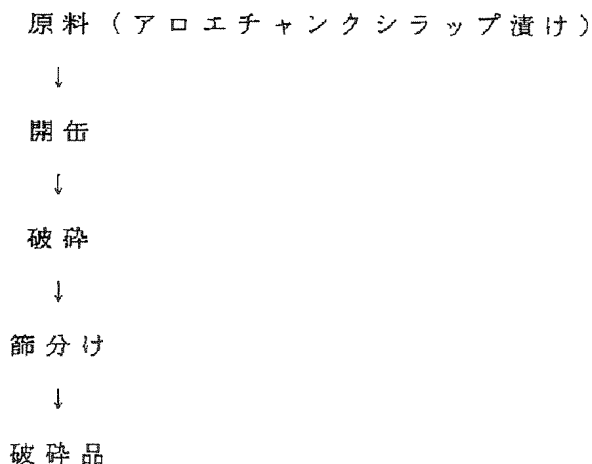 原料（アロエチャンクシラップ漬け）
↓
開缶
↓
破砕
↓
篩分け
↓
破砕品